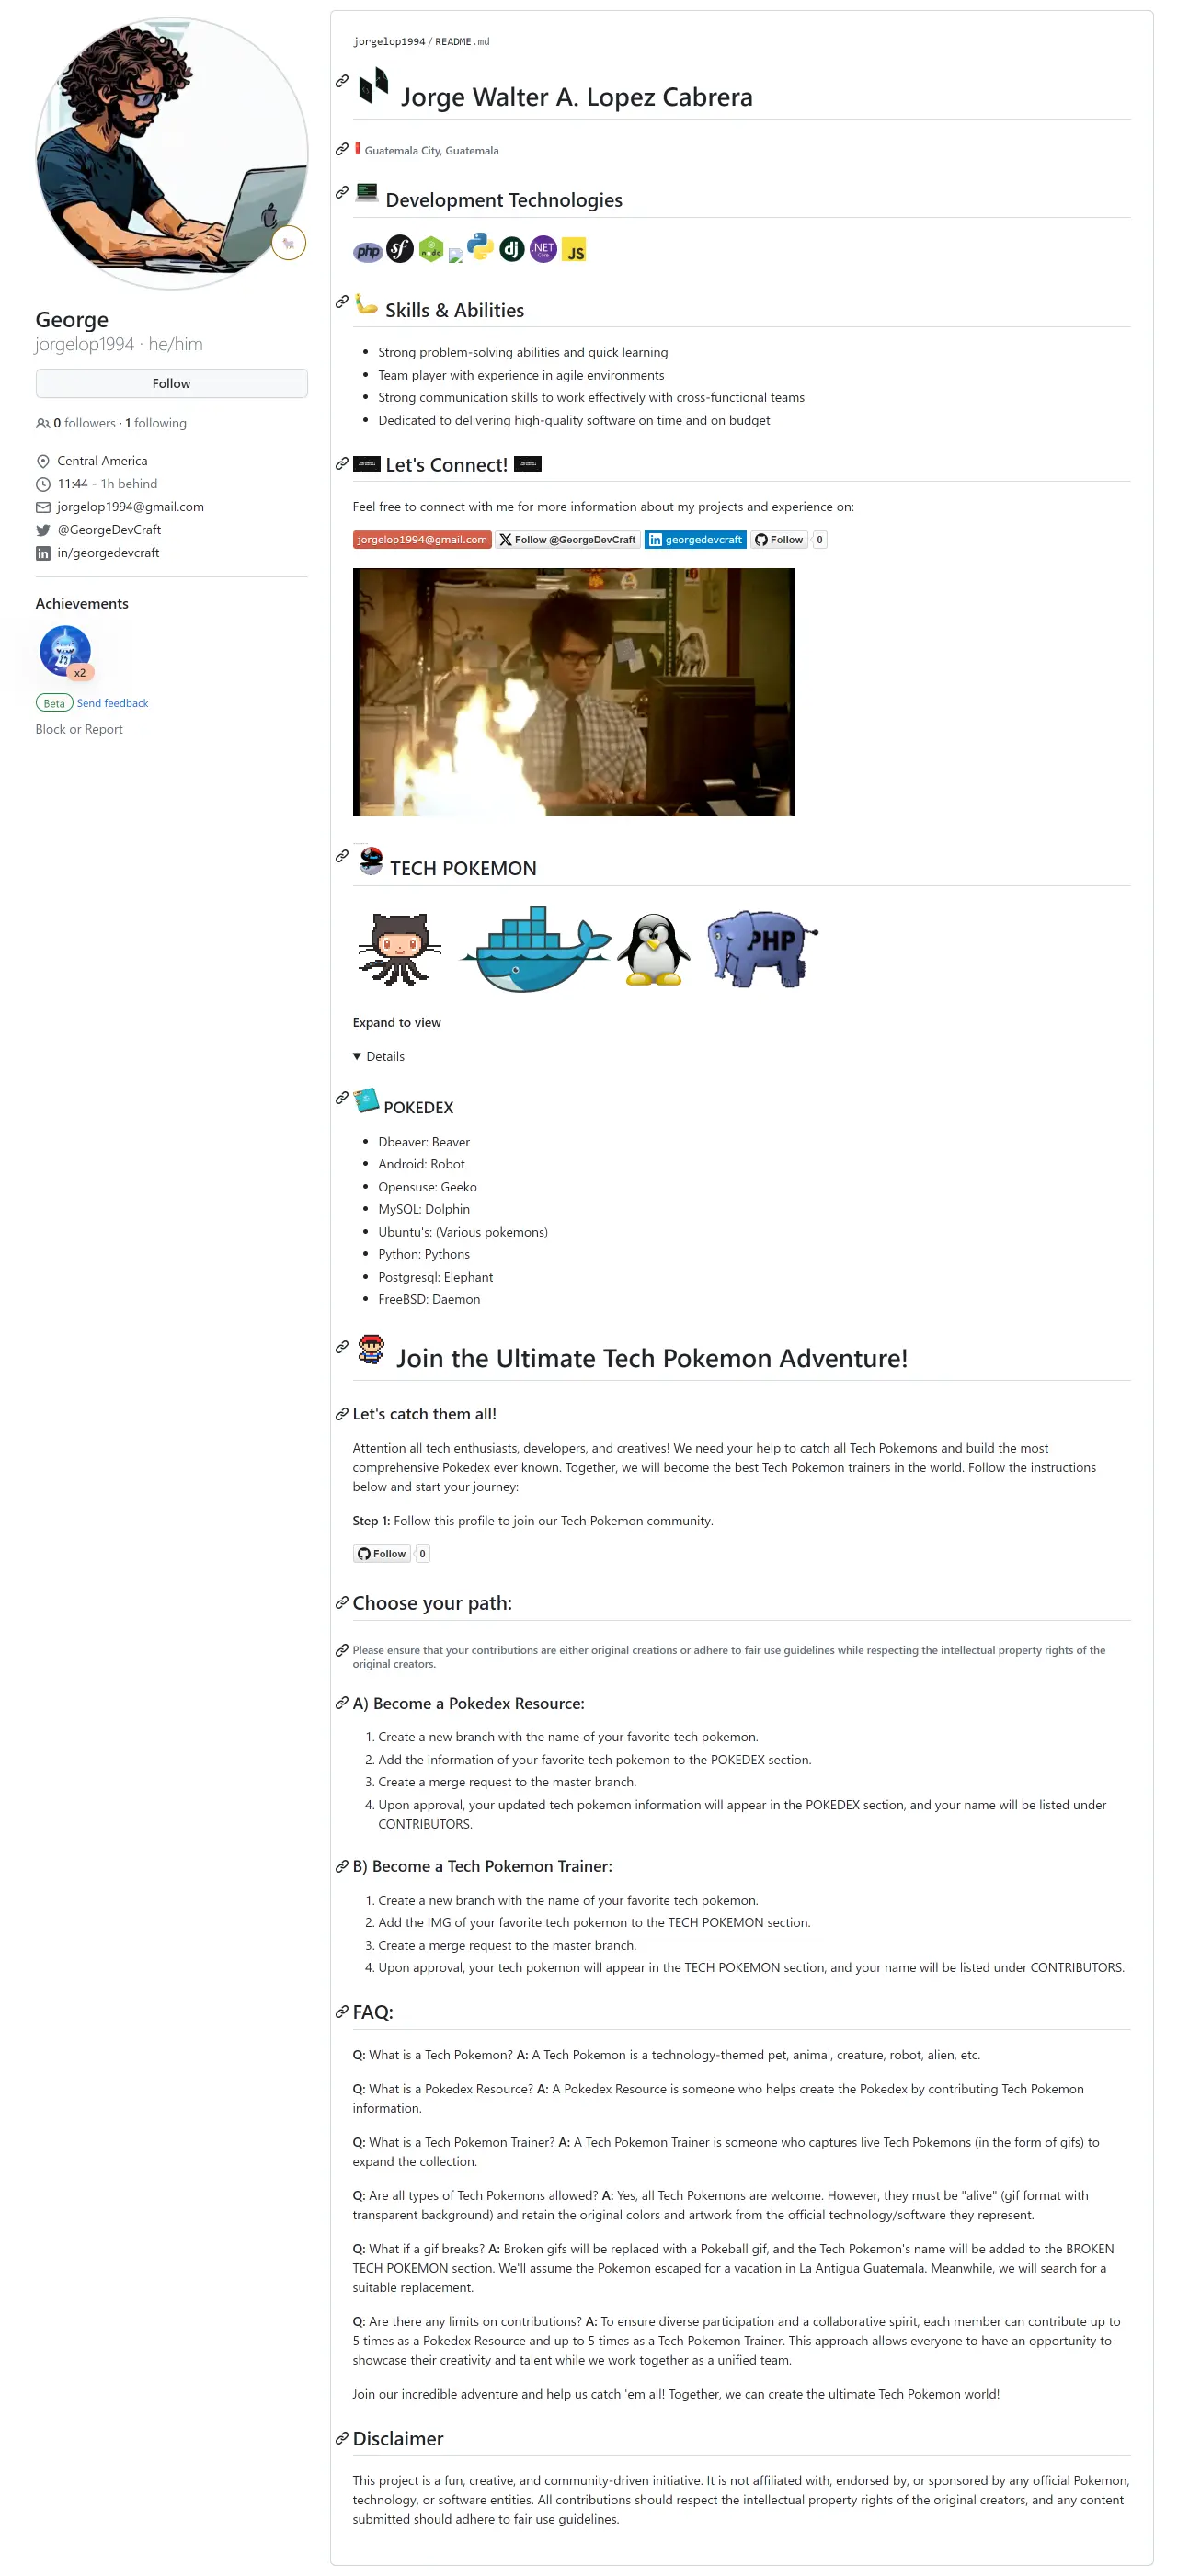 George
jorgelop1994 · he/him
Follow
0 followers · 1 following
Central America
11:44 - 1h behind
jorgelop1994@gmail.com
@GeorgeDevCraft
in/georgedevcraft
Achievements
x2
Beta Send feedback
Block or Report
jorgelop1994 / README.md
Jorge Walter A. Lopez Cabrera
Guatemala City, Guatemala
Development Technologies
php node dj .NET Core JS
Skills & Abilities
• Strong problem-solving abilities and quick learning
• Team player with experience in agile environments
• Strong communication skills to work effectively with cross-functional teams
• Dedicated to delivering high-quality software on time and on budget
Let's Connect!
Feel free to connect with me for more information about my projects and experience on:
jorgelop1994@gmail.com Follow @GeorgeDevCraft georgedevcraft Follow 0
TECH POKEMON
PHP
Expand to view
▼ Details
POKEDEX
• Dbeaver: Beaver
• Android: Robot
• Opensuse: Geeko
• MySQL: Dolphin
• Ubuntu's: (Various pokemons)
• Python: Pythons
• Postgresql: Elephant
• FreeBSD: Daemon
Join the Ultimate Tech Pokemon Adventure!
Let's catch them all!
Attention all tech enthusiasts, developers, and creatives! We need your help to catch all Tech Pokemons and build the most
comprehensive Pokedex ever known. Together, we will become the best Tech Pokemon trainers in the world. Follow the instructions
below and start your journey:
Step 1: Follow this profile to join our Tech Pokemon community.
Follow 0
Choose your path:
Please ensure that your contributions are either original creations or adhere to fair use guidelines while respecting the intellectual property rights of the
original creators.
A) Become a Pokedex Resource:
1. Create a new branch with the name of your favorite tech pokemon.
2. Add the information of your favorite tech pokemon to the POKEDEX section.
3. Create a merge request to the master branch.
4. Upon approval, your updated tech pokemon information will appear in the POKEDEX section, and your name will be listed under
CONTRIBUTORS.
B) Become a Tech Pokemon Trainer:
1. Create a new branch with the name of your favorite tech pokemon.
2. Add the IMG of your favorite tech pokemon to the TECH POKEMON section.
3. Create a merge request to the master branch.
4. Upon approval, your tech pokemon will appear in the TECH POKEMON section, and your name will be listed under CONTRIBUTORS.
FAQ:
Q: What is a Tech Pokemon? A: A Tech Pokemon is a technology-themed pet, animal, creature, robot, alien, etc.
Q: What is a Pokedex Resource? A: A Pokedex Resource is someone who helps create the Pokedex by contributing Tech Pokemon
information.
Q: What is a Tech Pokemon Trainer? A: A Tech Pokemon Trainer is someone who captures live Tech Pokemons (in the form of gifs) to
expand the collection.
Q: Are all types of Tech Pokemons allowed? A: Yes, all Tech Pokemons are welcome. However, they must be "alive" (gif format with
transparent background) and retain the original colors and artwork from the official technology/software they represent.
Q: What if a gif breaks? A: Broken gifs will be replaced with a Pokeball gif, and the Tech Pokemon's name will be added to the BROKEN
TECH POKEMON section. We'll assume the Pokemon escaped for a vacation in La Antigua Guatemala. Meanwhile, we will search for a
suitable replacement.
Q: Are there any limits on contributions? A: To ensure diverse participation and a collaborative spirit, each member can contribute up to
5 times as a Pokedex Resource and up to 5 times as a Tech Pokemon Trainer. This approach allows everyone to have an opportunity to
showcase their creativity and talent while we work together as a unified team.
Join our incredible adventure and help us catch 'em all! Together, we can create the ultimate Tech Pokemon world!
Disclaimer
This project is a fun, creative, and community-driven initiative. It is not affiliated with, endorsed by, or sponsored by any official Pokemon,
technology, or software entities. All contributions should respect the intellectual property rights of the original creators, and any content
submitted should adhere to fair use guidelines.